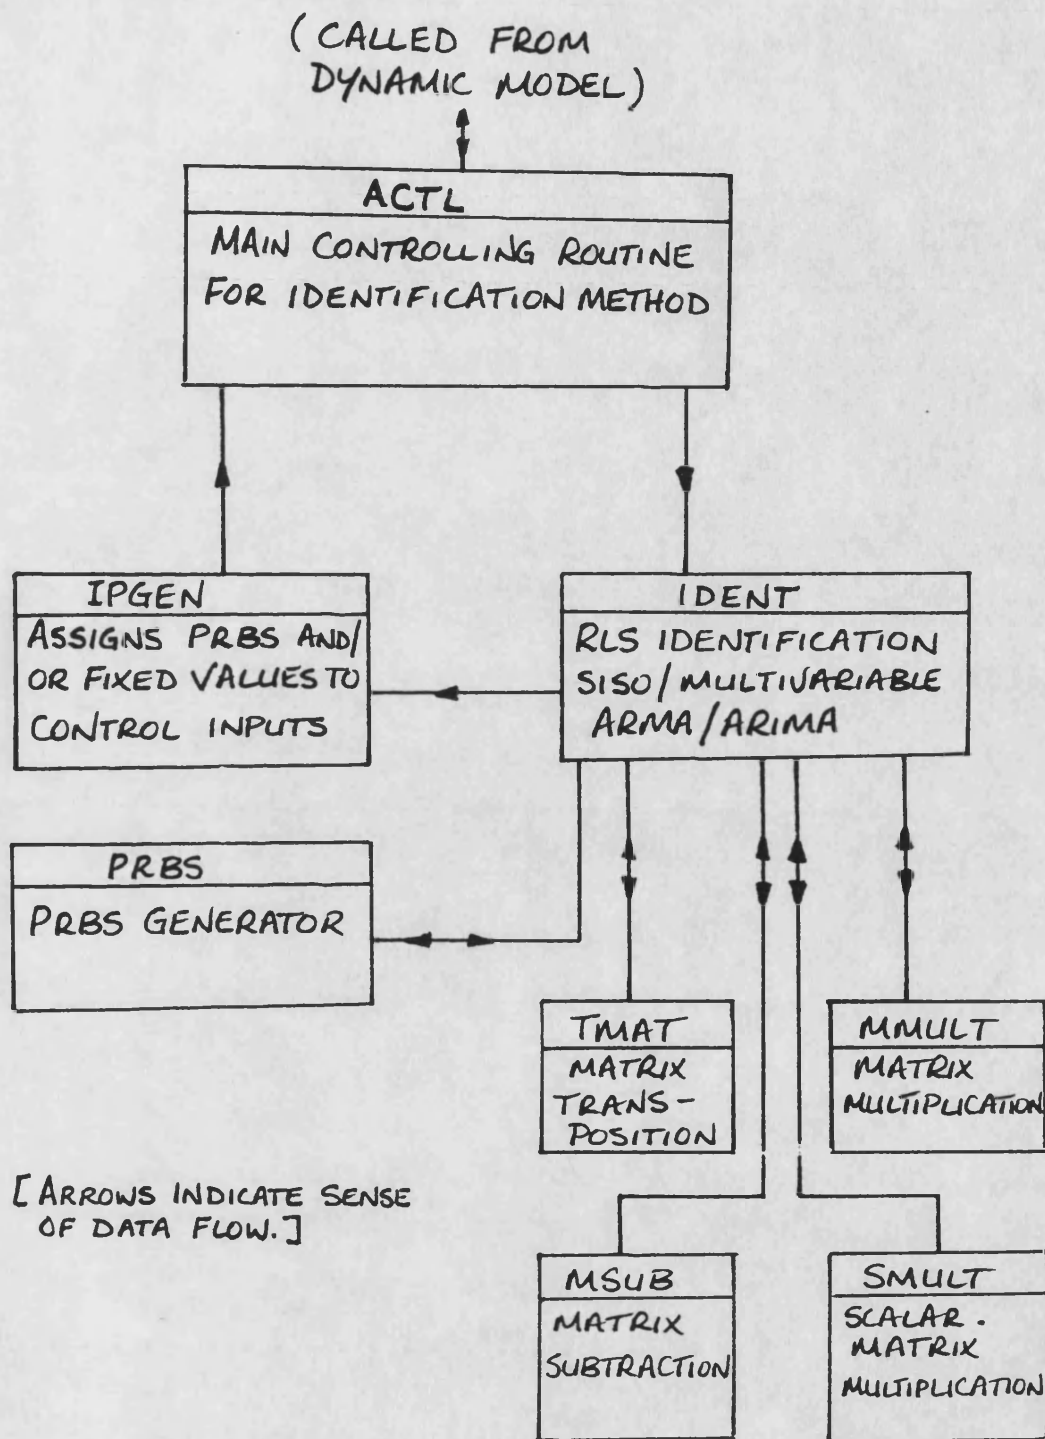 (CALLED FROM
DYNAMIC MODEL)
ACTL
MAIN CONTROLLING ROUTINE
FOR IDENTIFICATION METHOD
IPGEN
ASSIGNS PRBS AND/
OR FIXED VALUES TO
CONTROL INPUTS
IDENT
RLS IDENTIFICATION
SISO/MULTIVARIABLE
ARMA/ARIMA
PRBS
PRBS GENERATOR
TMAT
MATRIX
TRANS-
POSITION
MMULT
MATRIX
MULTIPLICATION
[ARROWS INDICATE SENSE
OF DATA FLOW.]
MSUB
MATRIX
SUBTRACTION
SMULT
SCALAR.
MATRIX
MULTIPLICATION